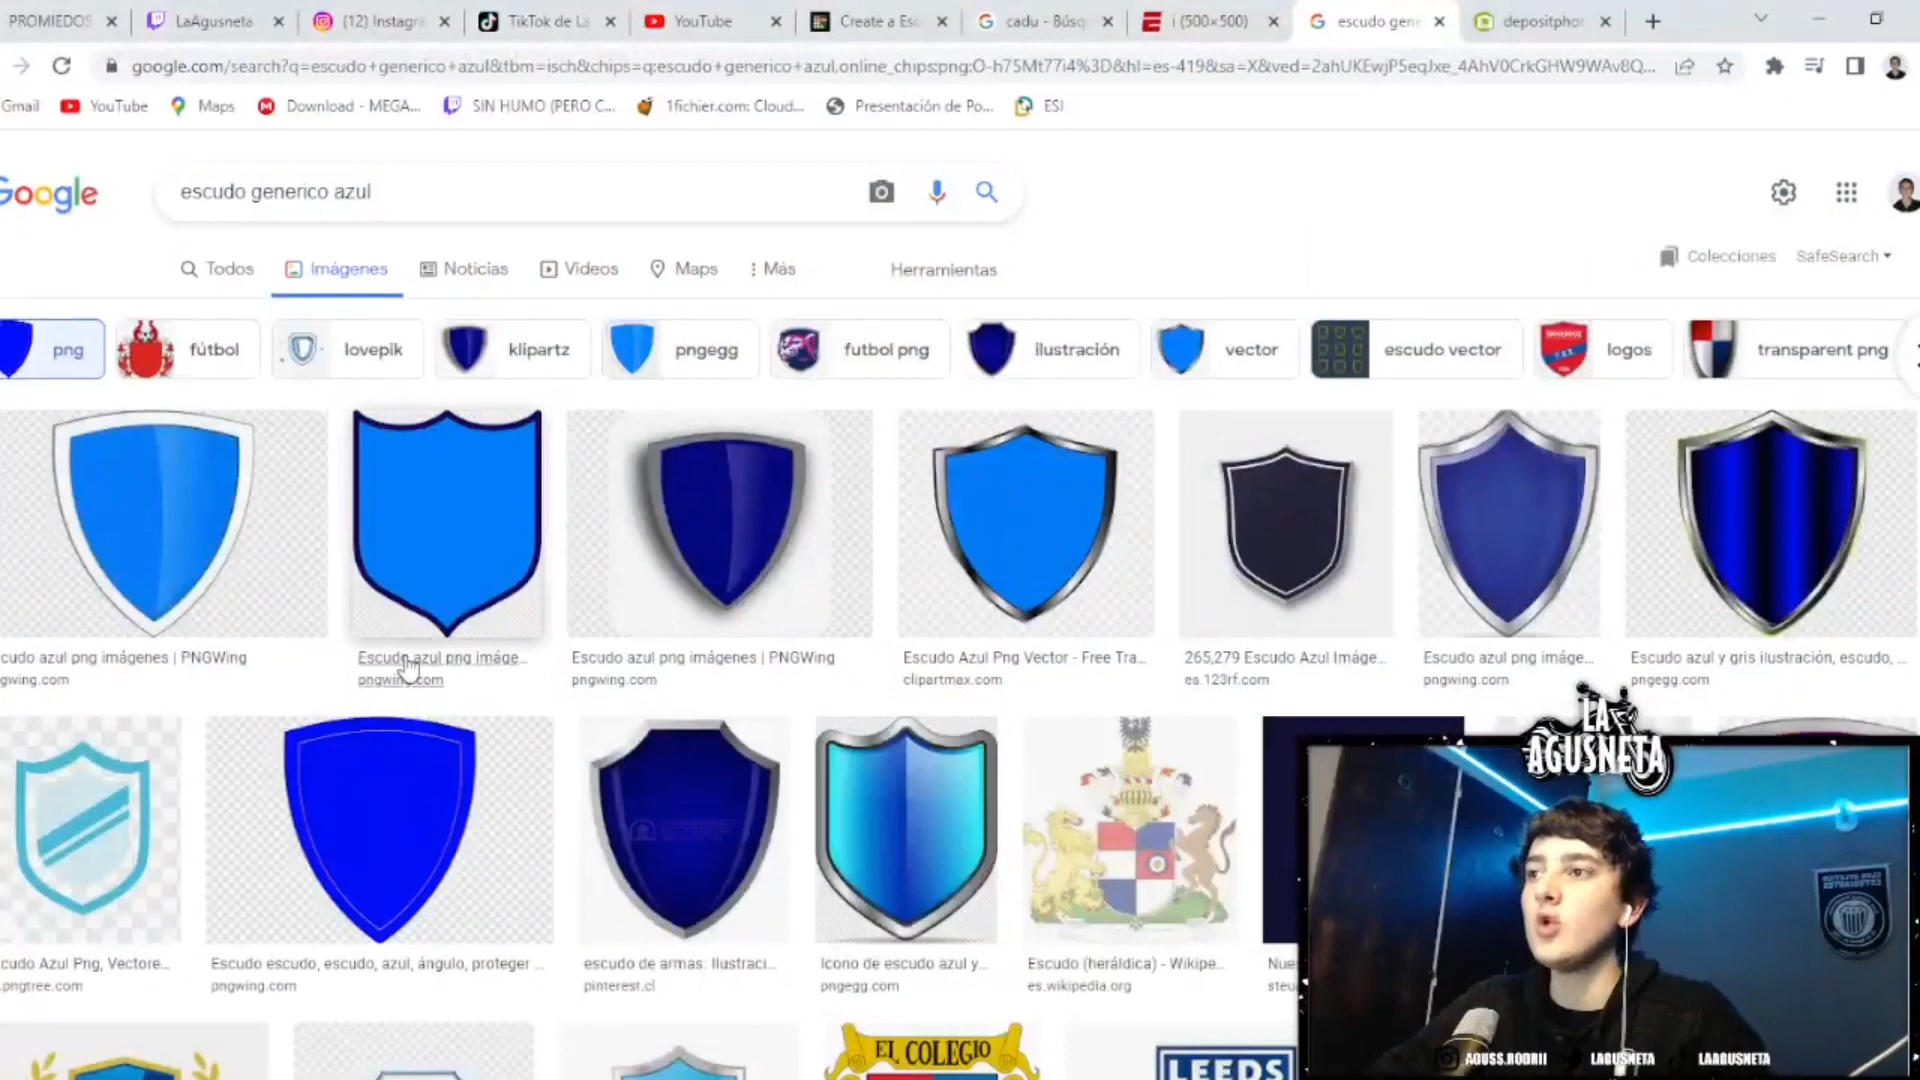 PROMIEDOS
LaAgusneta
(12) Instagra
TikTok de La
YouTube
Create a Esc
cadu - Búsqu
i (500×500)
escudo gene
depositphot
google.com/search?q=escudo+generico+azul&tbm=isch&chips=q:escudo+generico+azul,online_chips:png:O-h75Mt77i4%3D&hl=es-419&sa=X&ved=2ahUKEwjP5eqJxe_4AhV0CrkGHW9WAv8Q...
Gmail
YouTube
Maps
Download - MEGA...
SIN HUMO (PERO C...
1fichier.com: Cloud...
Presentación de Po...
ESI
Google
escudo generico azul
Todos
Imágenes
Noticias
Videos
Maps
Más
Herramientas
Colecciones
SafeSearch
png
fútbol
lovepik
klipartz
pngegg
futbol png
ilustración
vector
escudo vector
logos
transparent png
cudo azul png imágenes | PNGWing
gwing.com
Escudo azul png imáge...
pngwing.com
Escudo azul png imágenes | PNGWing
pngwing.com
Escudo Azul Png Vector - Free Tra...
clipartmax.com
265,279 Escudo Azul Imáge...
es.123rf.com
Escudo azul png imáge...
pngwing.com
Escudo azul y gris ilustración, escudo, ...
pngegg.com
LA
AGUSNETA
cudo Azul Png, Vectore...
.pngtree.com
Escudo escudo, escudo, azul, ángulo, proteger ...
pngwing.com
escudo de armas: Ilustraci...
pinterest.cl
Icono de escudo azul y...
pngegg.com
Escudo (heráldica) - Wikipe...
es.wikipedia.org
Nue
steu
EL COLEGIO
LEEDS
AGUSS.RODRII
LAGUSNETA
LAAGUSNETA